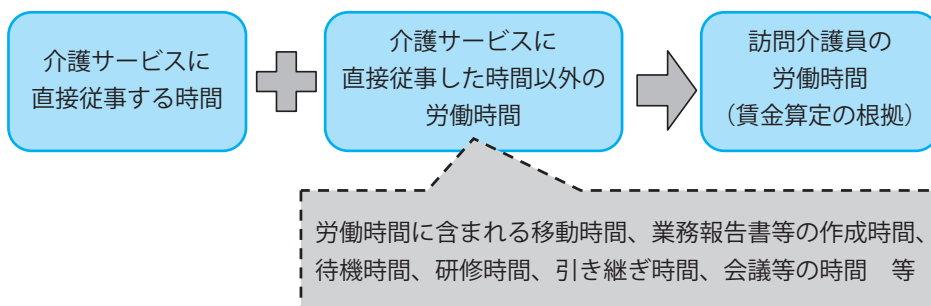 介護サービスに
直接従事する時間
介護サービスに
直接従事した時間以外の
労働時間
訪問介護員の
労働時間
（賃金算定の根拠）
労働時間に含まれる移動時間、業務報告書等の作成時間、
待機時間、研修時間、引き継ぎ時間、会議等の時間　等